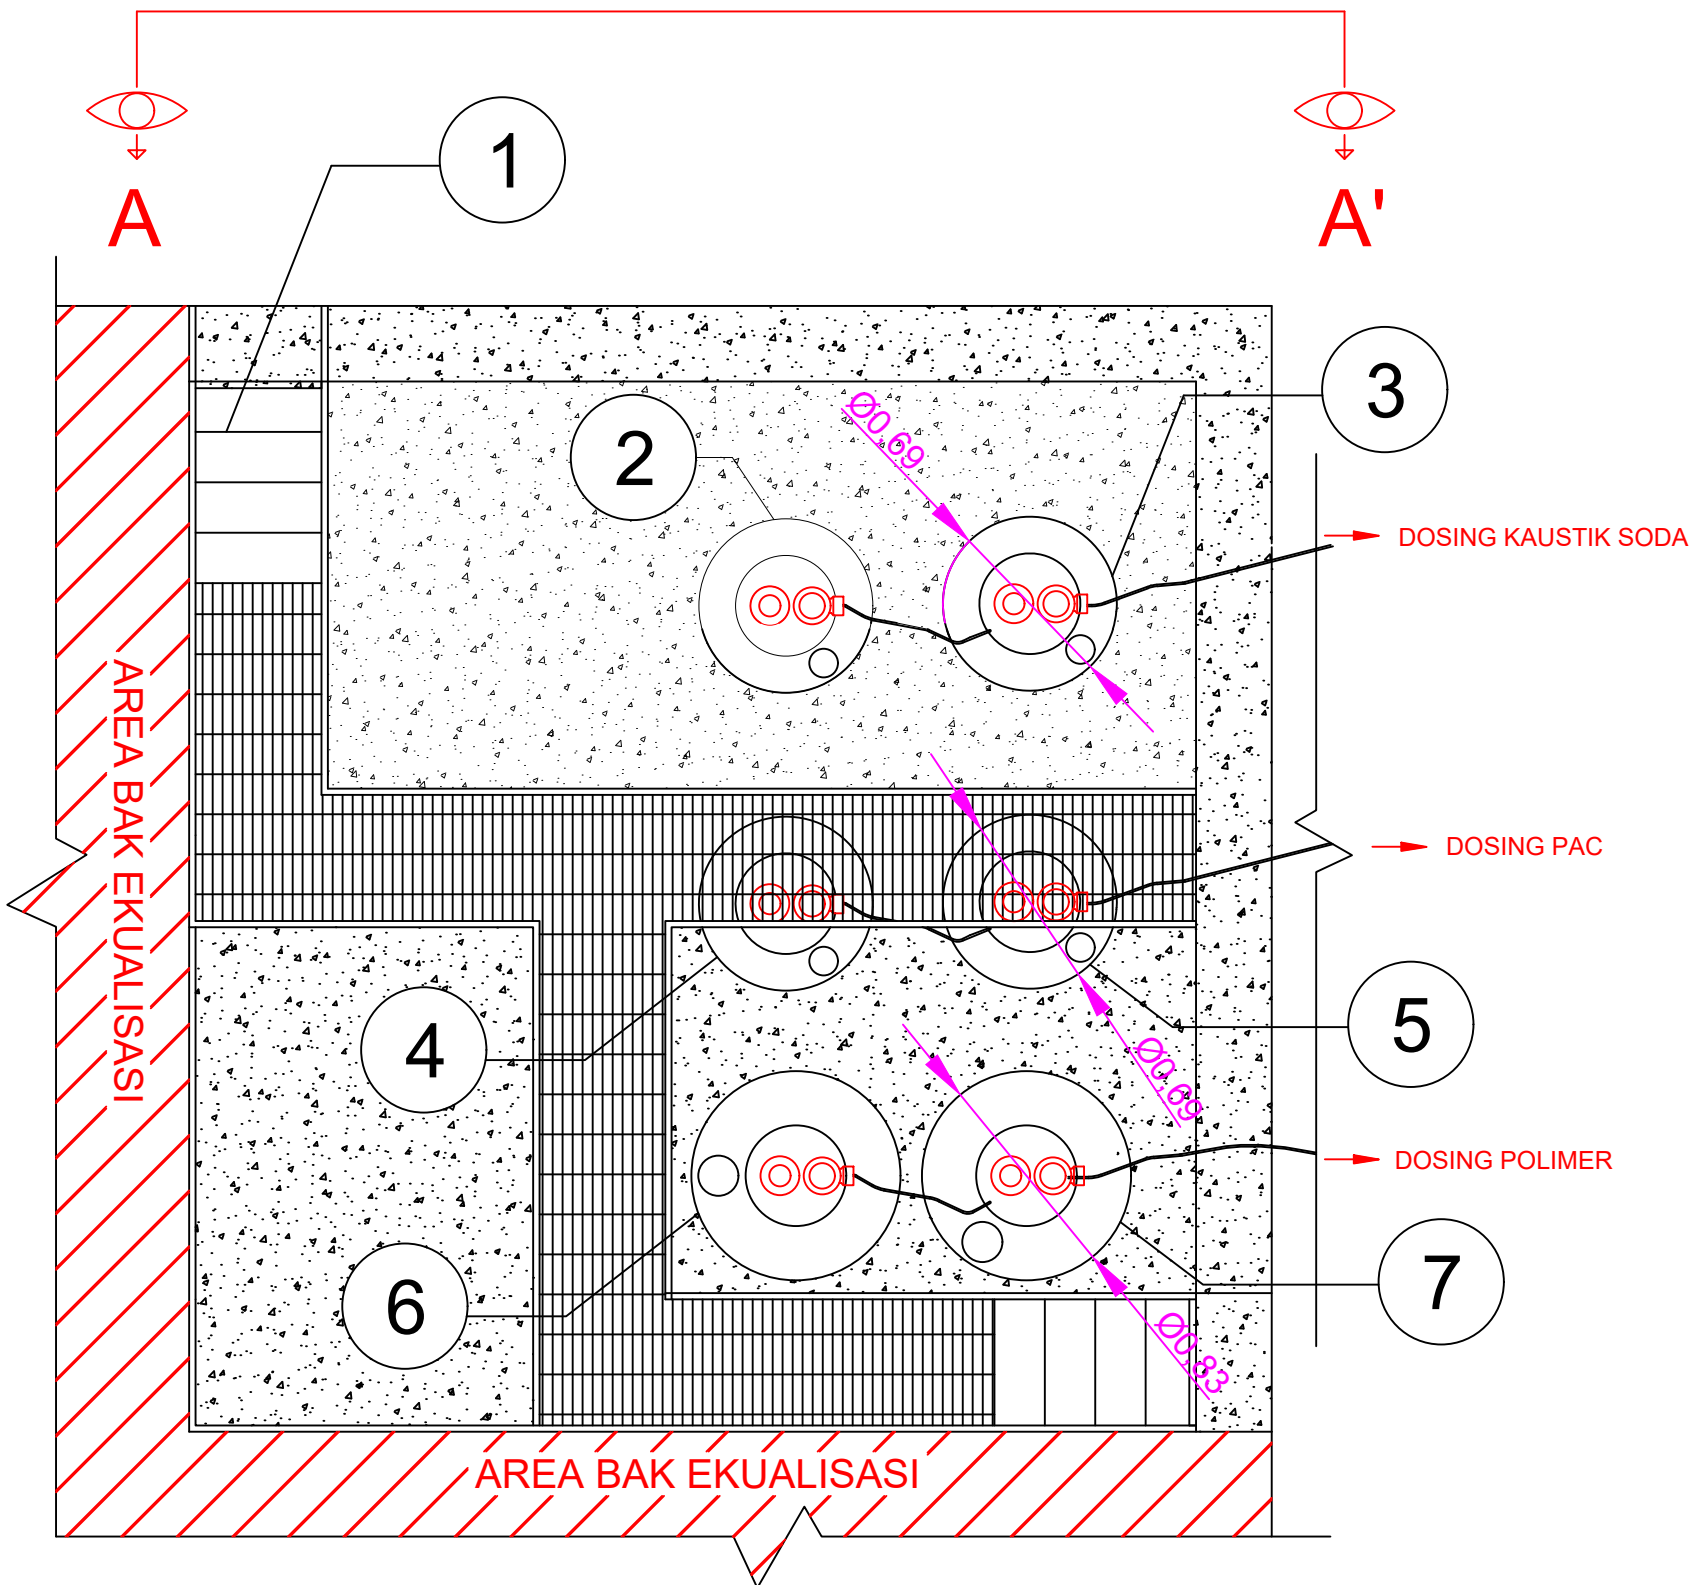 A
A'
1
3
2
Ø0,69
DOSING KAUSTIK SODA
AREA BAK EKUALISASI
DOSING PAC
4
5
Ø0,69
DOSING POLIMER
6
7
Ø0,83
AREA BAK EKUALISASI